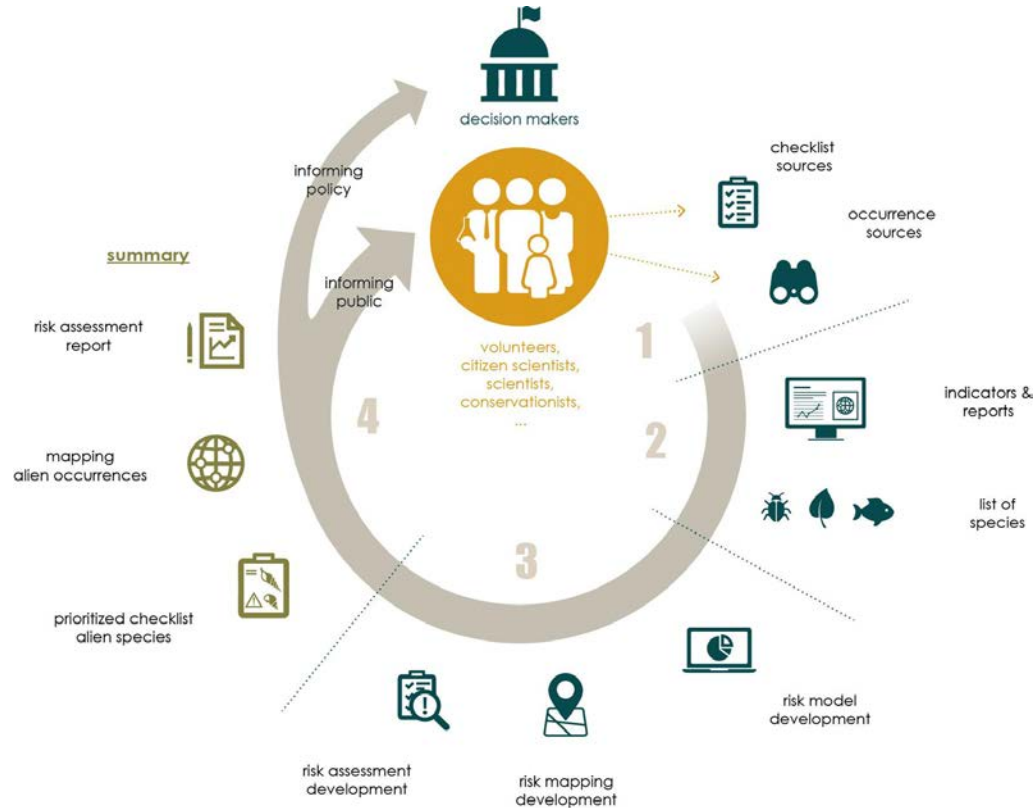 decision makers
checklist
sources
occurrence
sources
informing
policy
summary
informing
public
risk assessment
report
volunteers,
citizen scientists,
scientists,
conservationists,
...
1
2
3
4
indicators &
reports
mapping
alien occurrences
list of
species
prioritized checklist
alien species
risk model
development
risk assessment
development
risk mapping
development